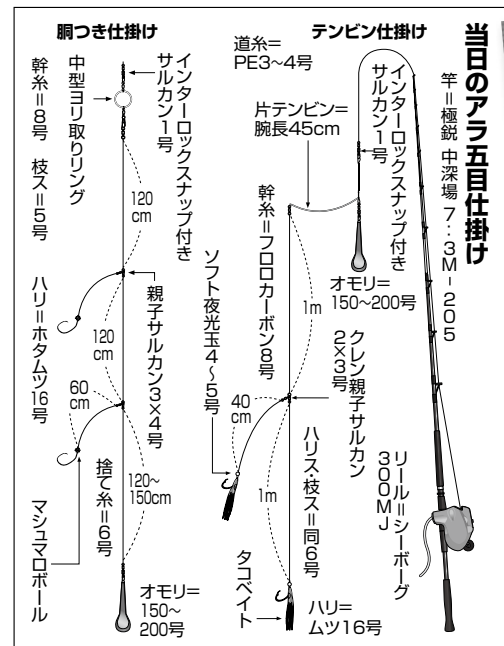 当日のアラ五目仕掛け
竿=極鋭 中深場 7:3M-205
リール=シーボーグ
300MJ
テンビン仕掛け
道糸=
PE3〜4号
インターロックスナップ付き
サルカン1号
片テンビン=
腕長45cm
オモリ=
150〜200号
幹糸=フロロカーボン8号
1m
クレン親子サルカン
2×3号
40
cm
ソフト夜光玉4〜5号
ハリス・枝ス=同6号
1m
タコベイト
ハリ=
ムツ16号
胴つき仕掛け
インターロックスナップ付き
サルカン1号
中型ヨリ取りリング
幹糸=8号 枝ス=5号
120
cm
親子サルカン3×4号
ハリ=ホタムツ16号
120
cm
60
cm
捨て糸=6号
120〜
150cm
マシュマロボール
オモリ=
150〜
200号